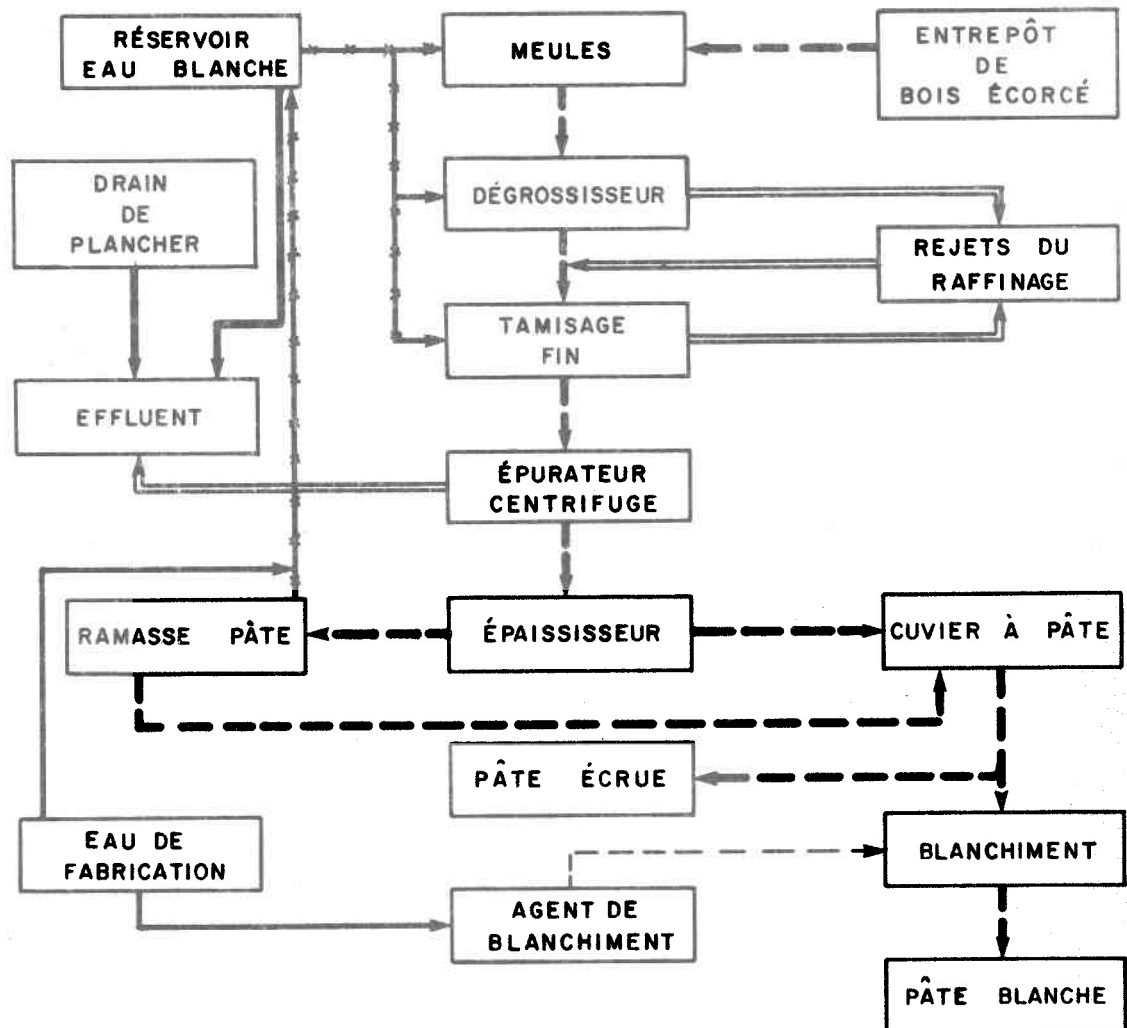 RÉSERVOIR
EAU BLANCHE
MEULES
ENTREPÔT
DE
BOIS ÉCORCÉ
DRAIN
DE
PLANCHER
DÉGROSSISSEUR
REJETS DU
RAFFINAGE
TAMISAGE
FIN
EFFLUENT
ÉPURATEUR
CENTRIFUGE
RAMASSE PÂTE
ÉPAISSISSEUR
CUVIER À PÂTE
PÂTE ÉCRUE
EAU DE
FABRICATION
BLANCHIMENT
AGENT DE
BLANCHIMENT
PÂTE BLANCHE